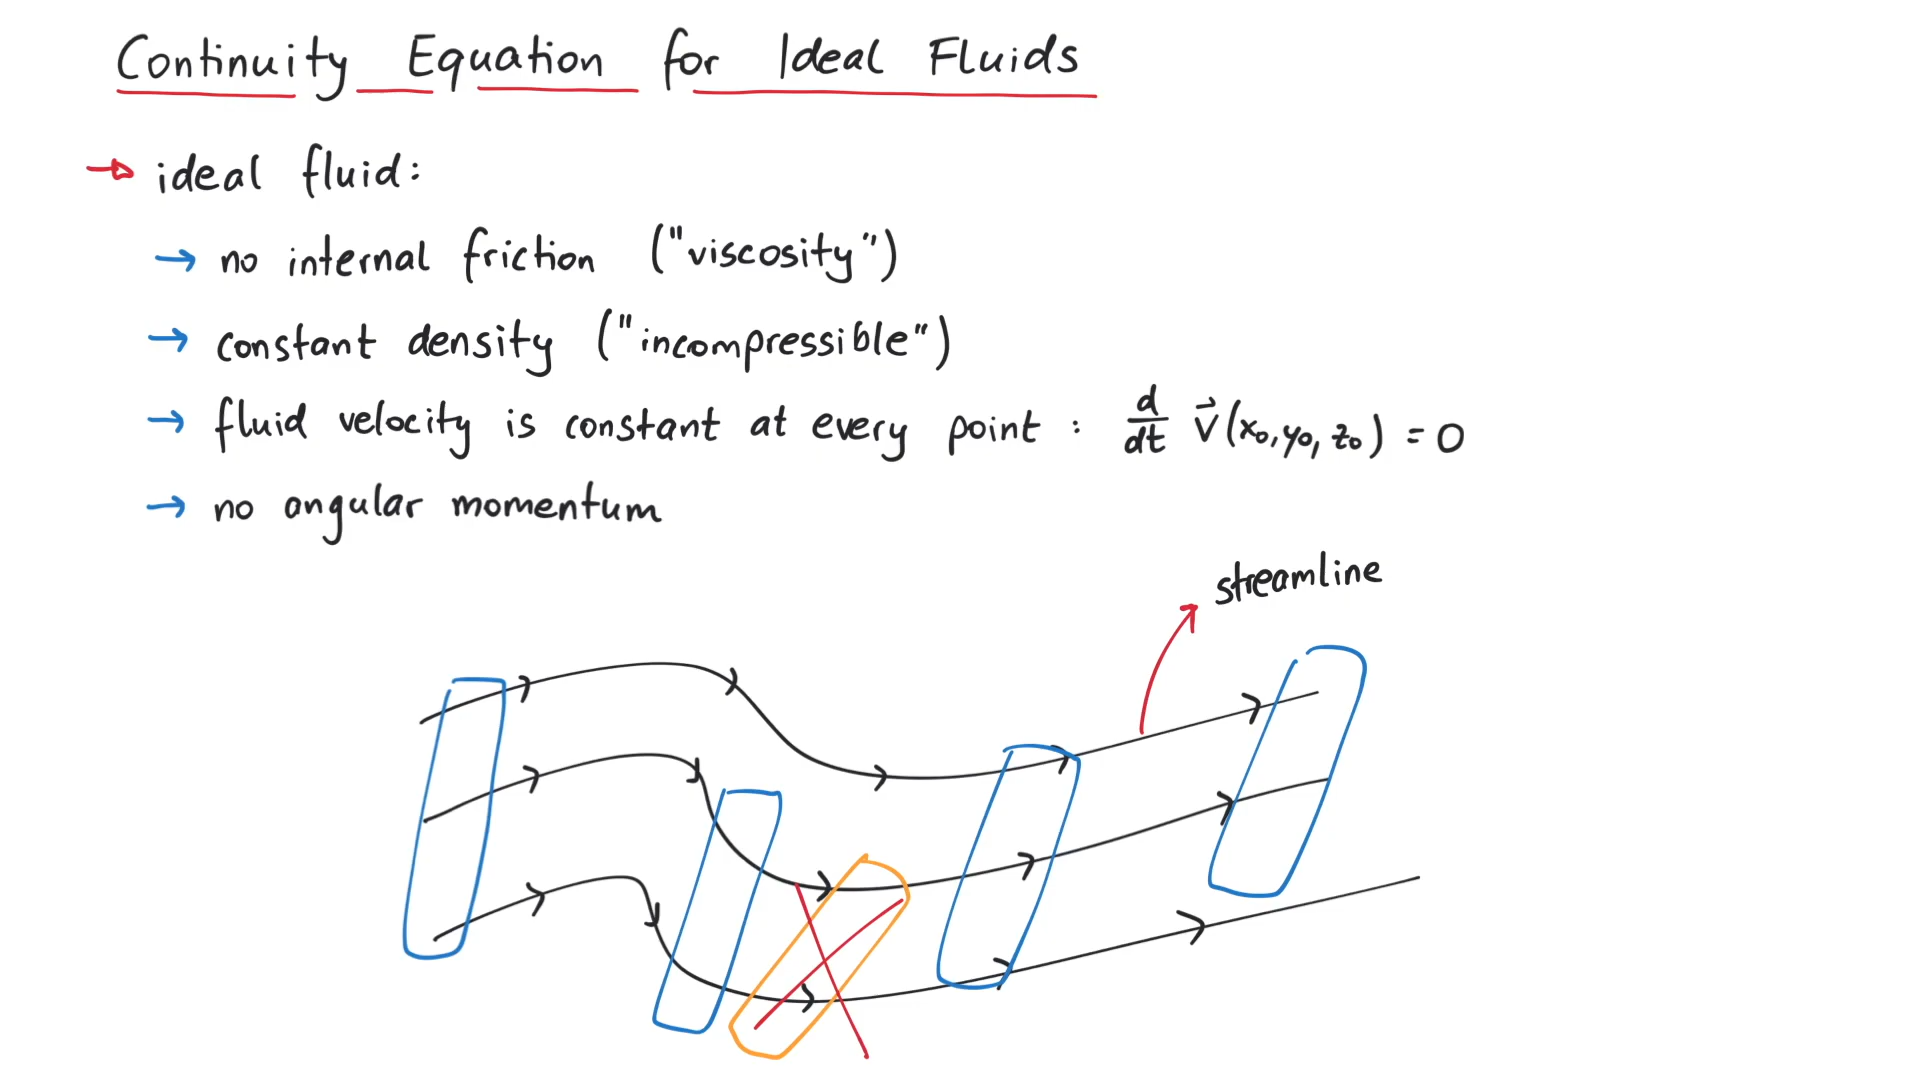 Continuity Equation for Ideal Fluids
→ ideal fluid:
→ no internal friction ("viscosity")
→ constant density ("incompressible")
→ fluid velocity is constant at every point : d/dt v⃗(x₀,y₀,z₀) = 0
→ no angular momentum
streamline